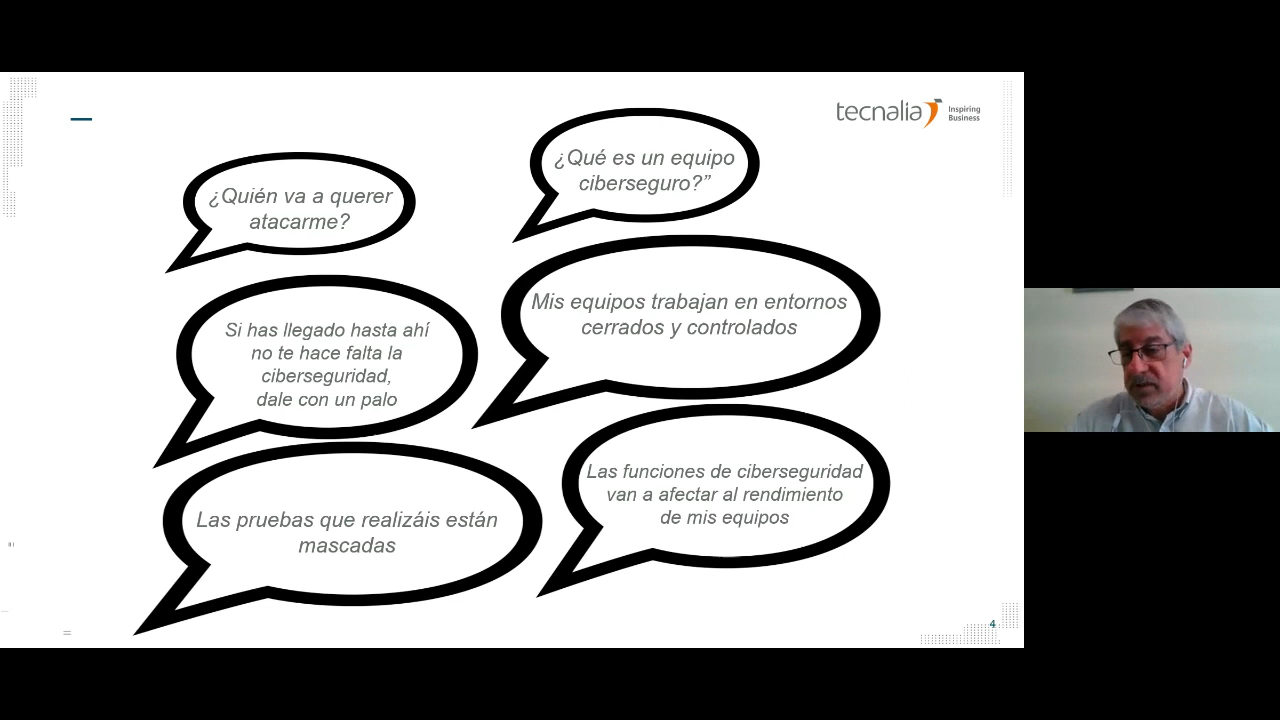 tecnalia
Inspiring
Business
¿Quién va a querer
atacarme?
¿Qué es un equipo
ciberseguro?”
Si has llegado hasta ahí
no te hace falta la
ciberseguridad,
dale con un palo
Mis equipos trabajan en entornos
cerrados y controlados
Las pruebas que realizáis están
mascadas
Las funciones de ciberseguridad
van a afectar al rendimiento
de mis equipos
4